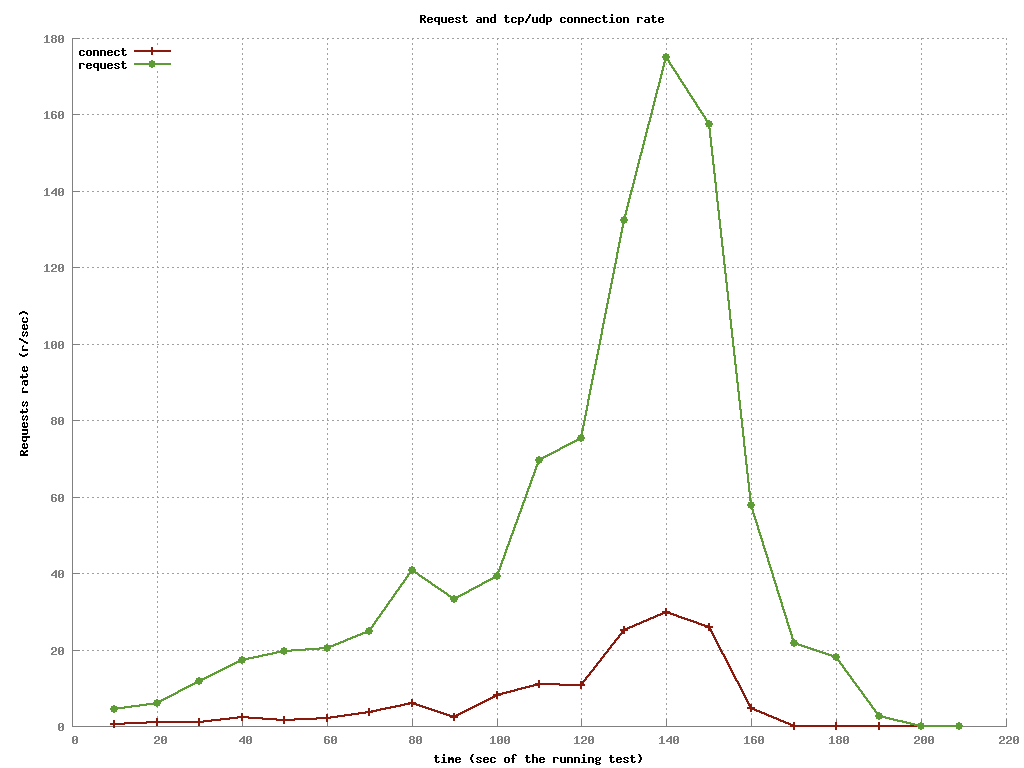 Request and tcp/udp connection rate
connect
request
180
160
140
120
100
80
60
40
20
0
Requests rate (r/sec)
0 20 40 60 80 100 120 140 160 180 200 220
time (sec of the running test)